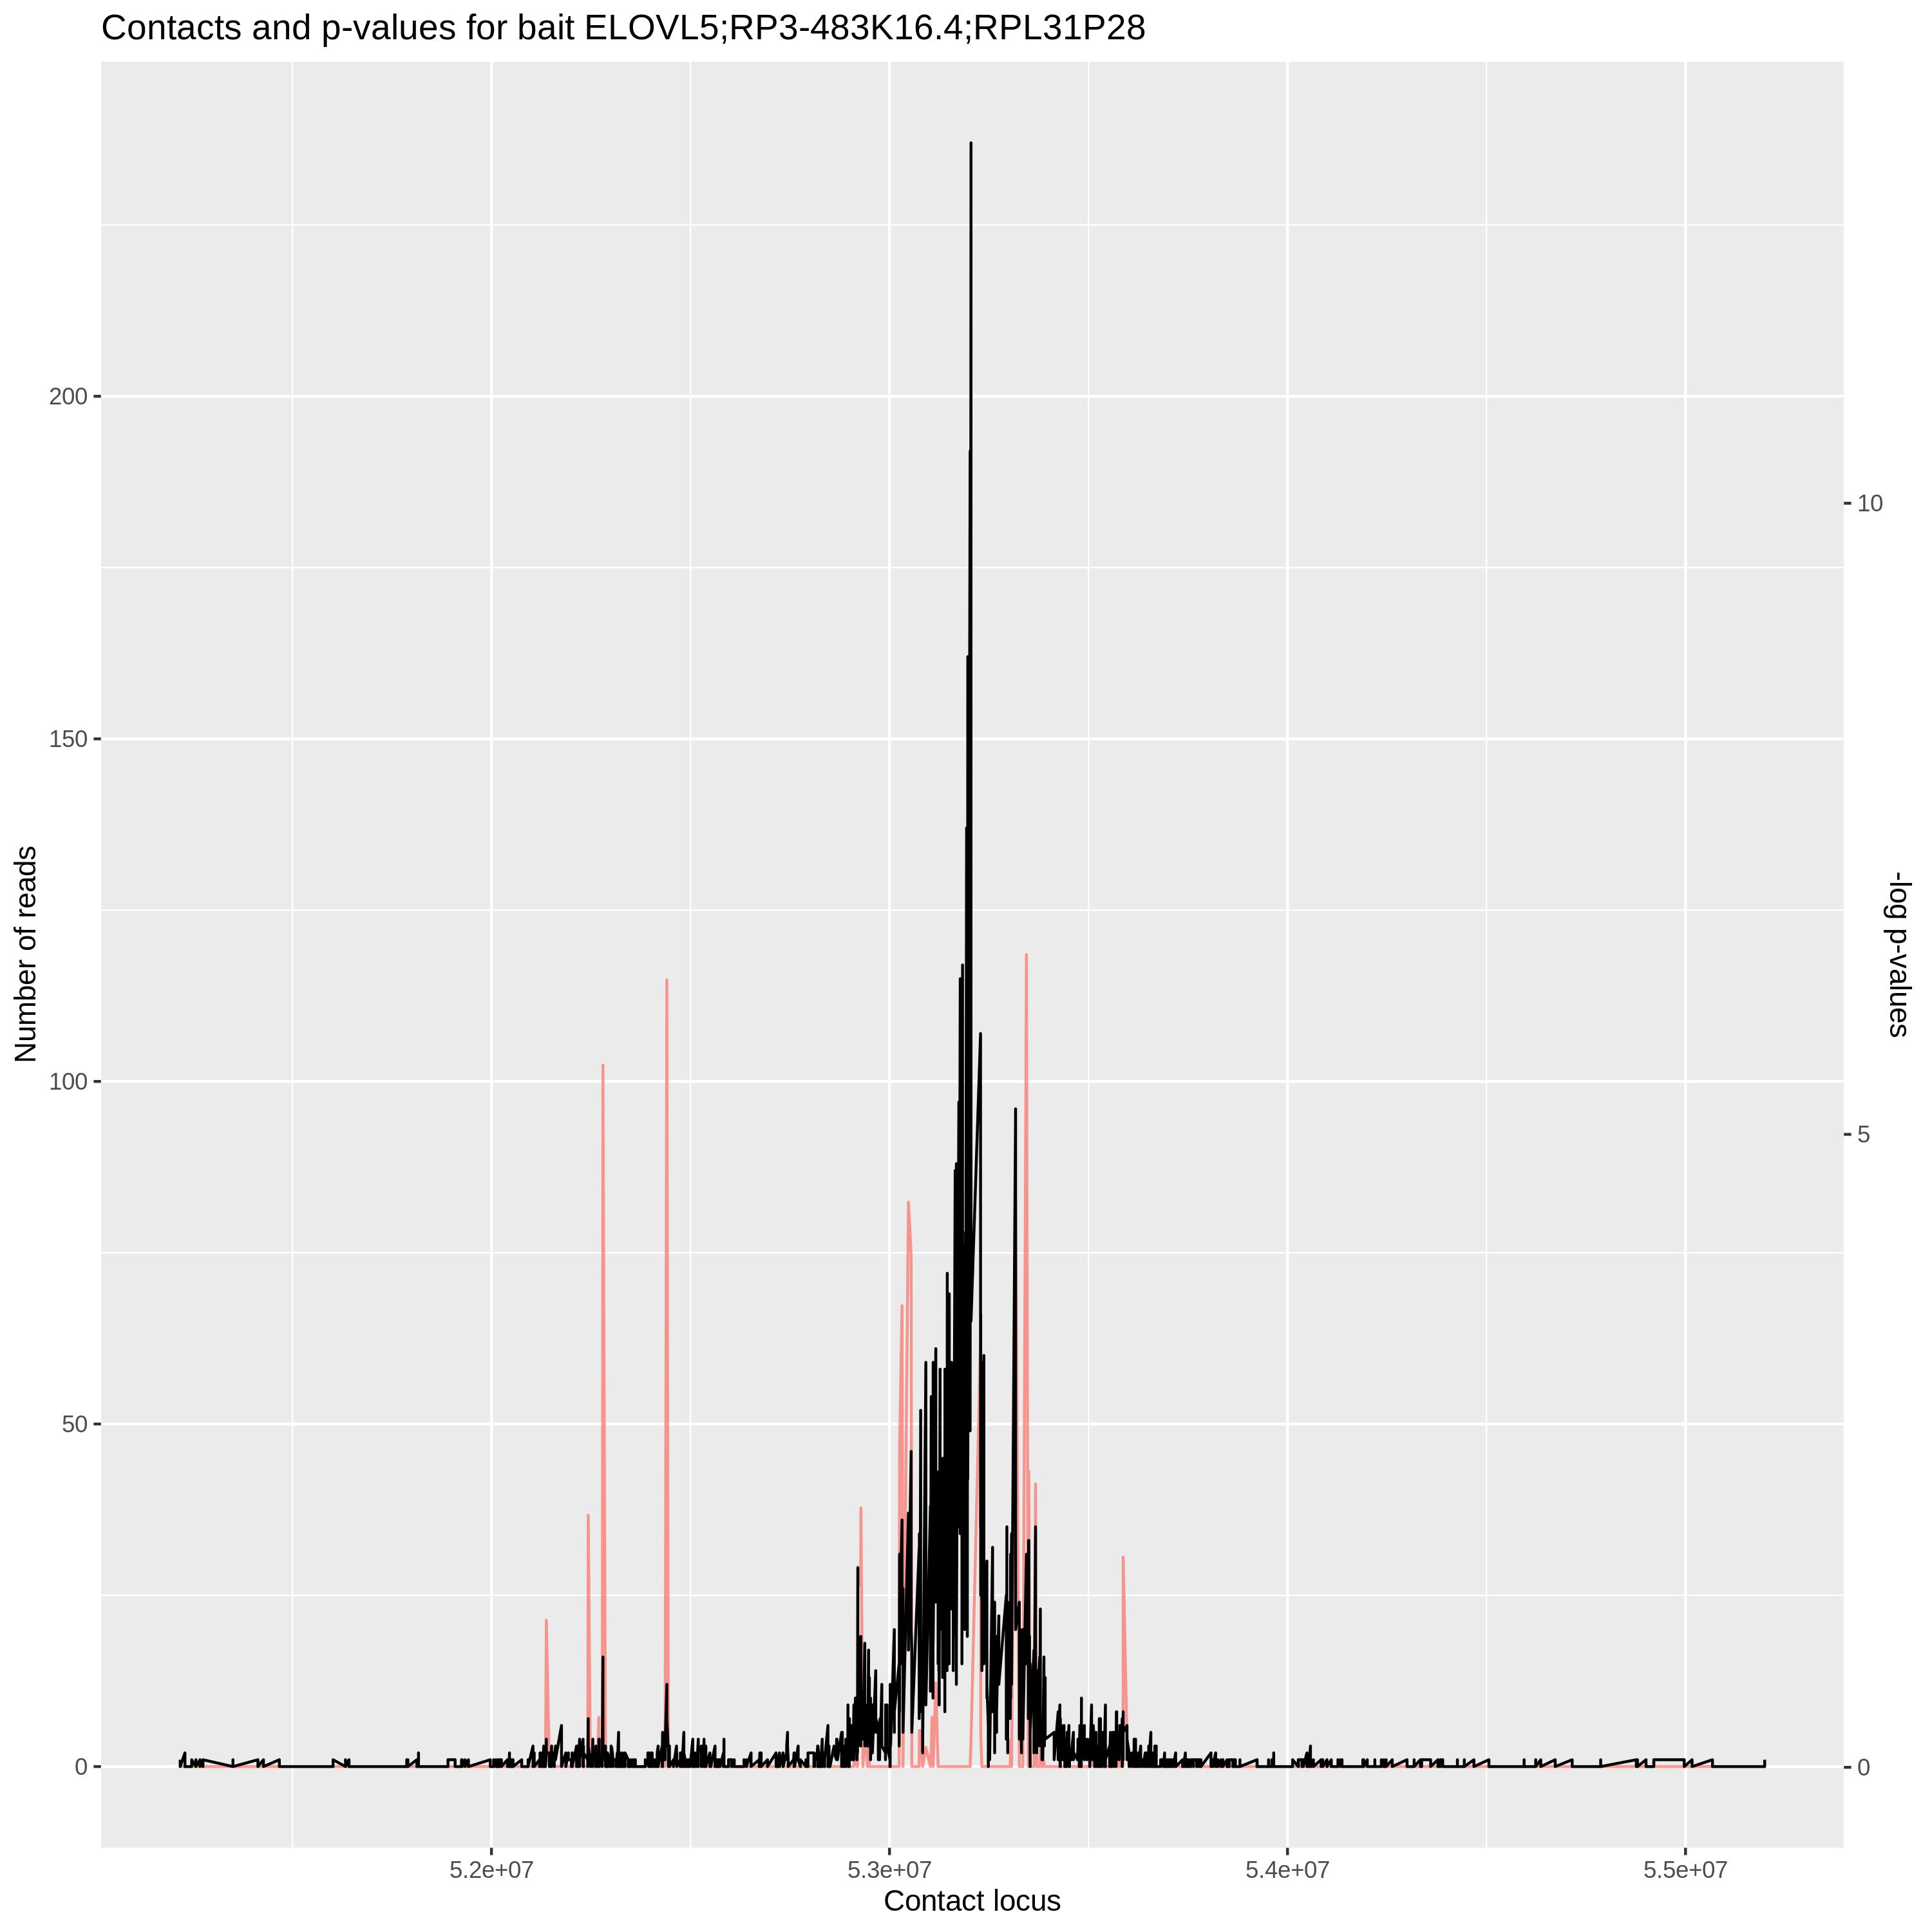 Contacts and p-values for bait ELOVL5;RP3-483K16.4;RPL31P28
Number of reads
200
150
100
50
0
10
5
0
-log p-values
5.2e+07
5.3e+07
5.4e+07
5.5e+07
Contact locus